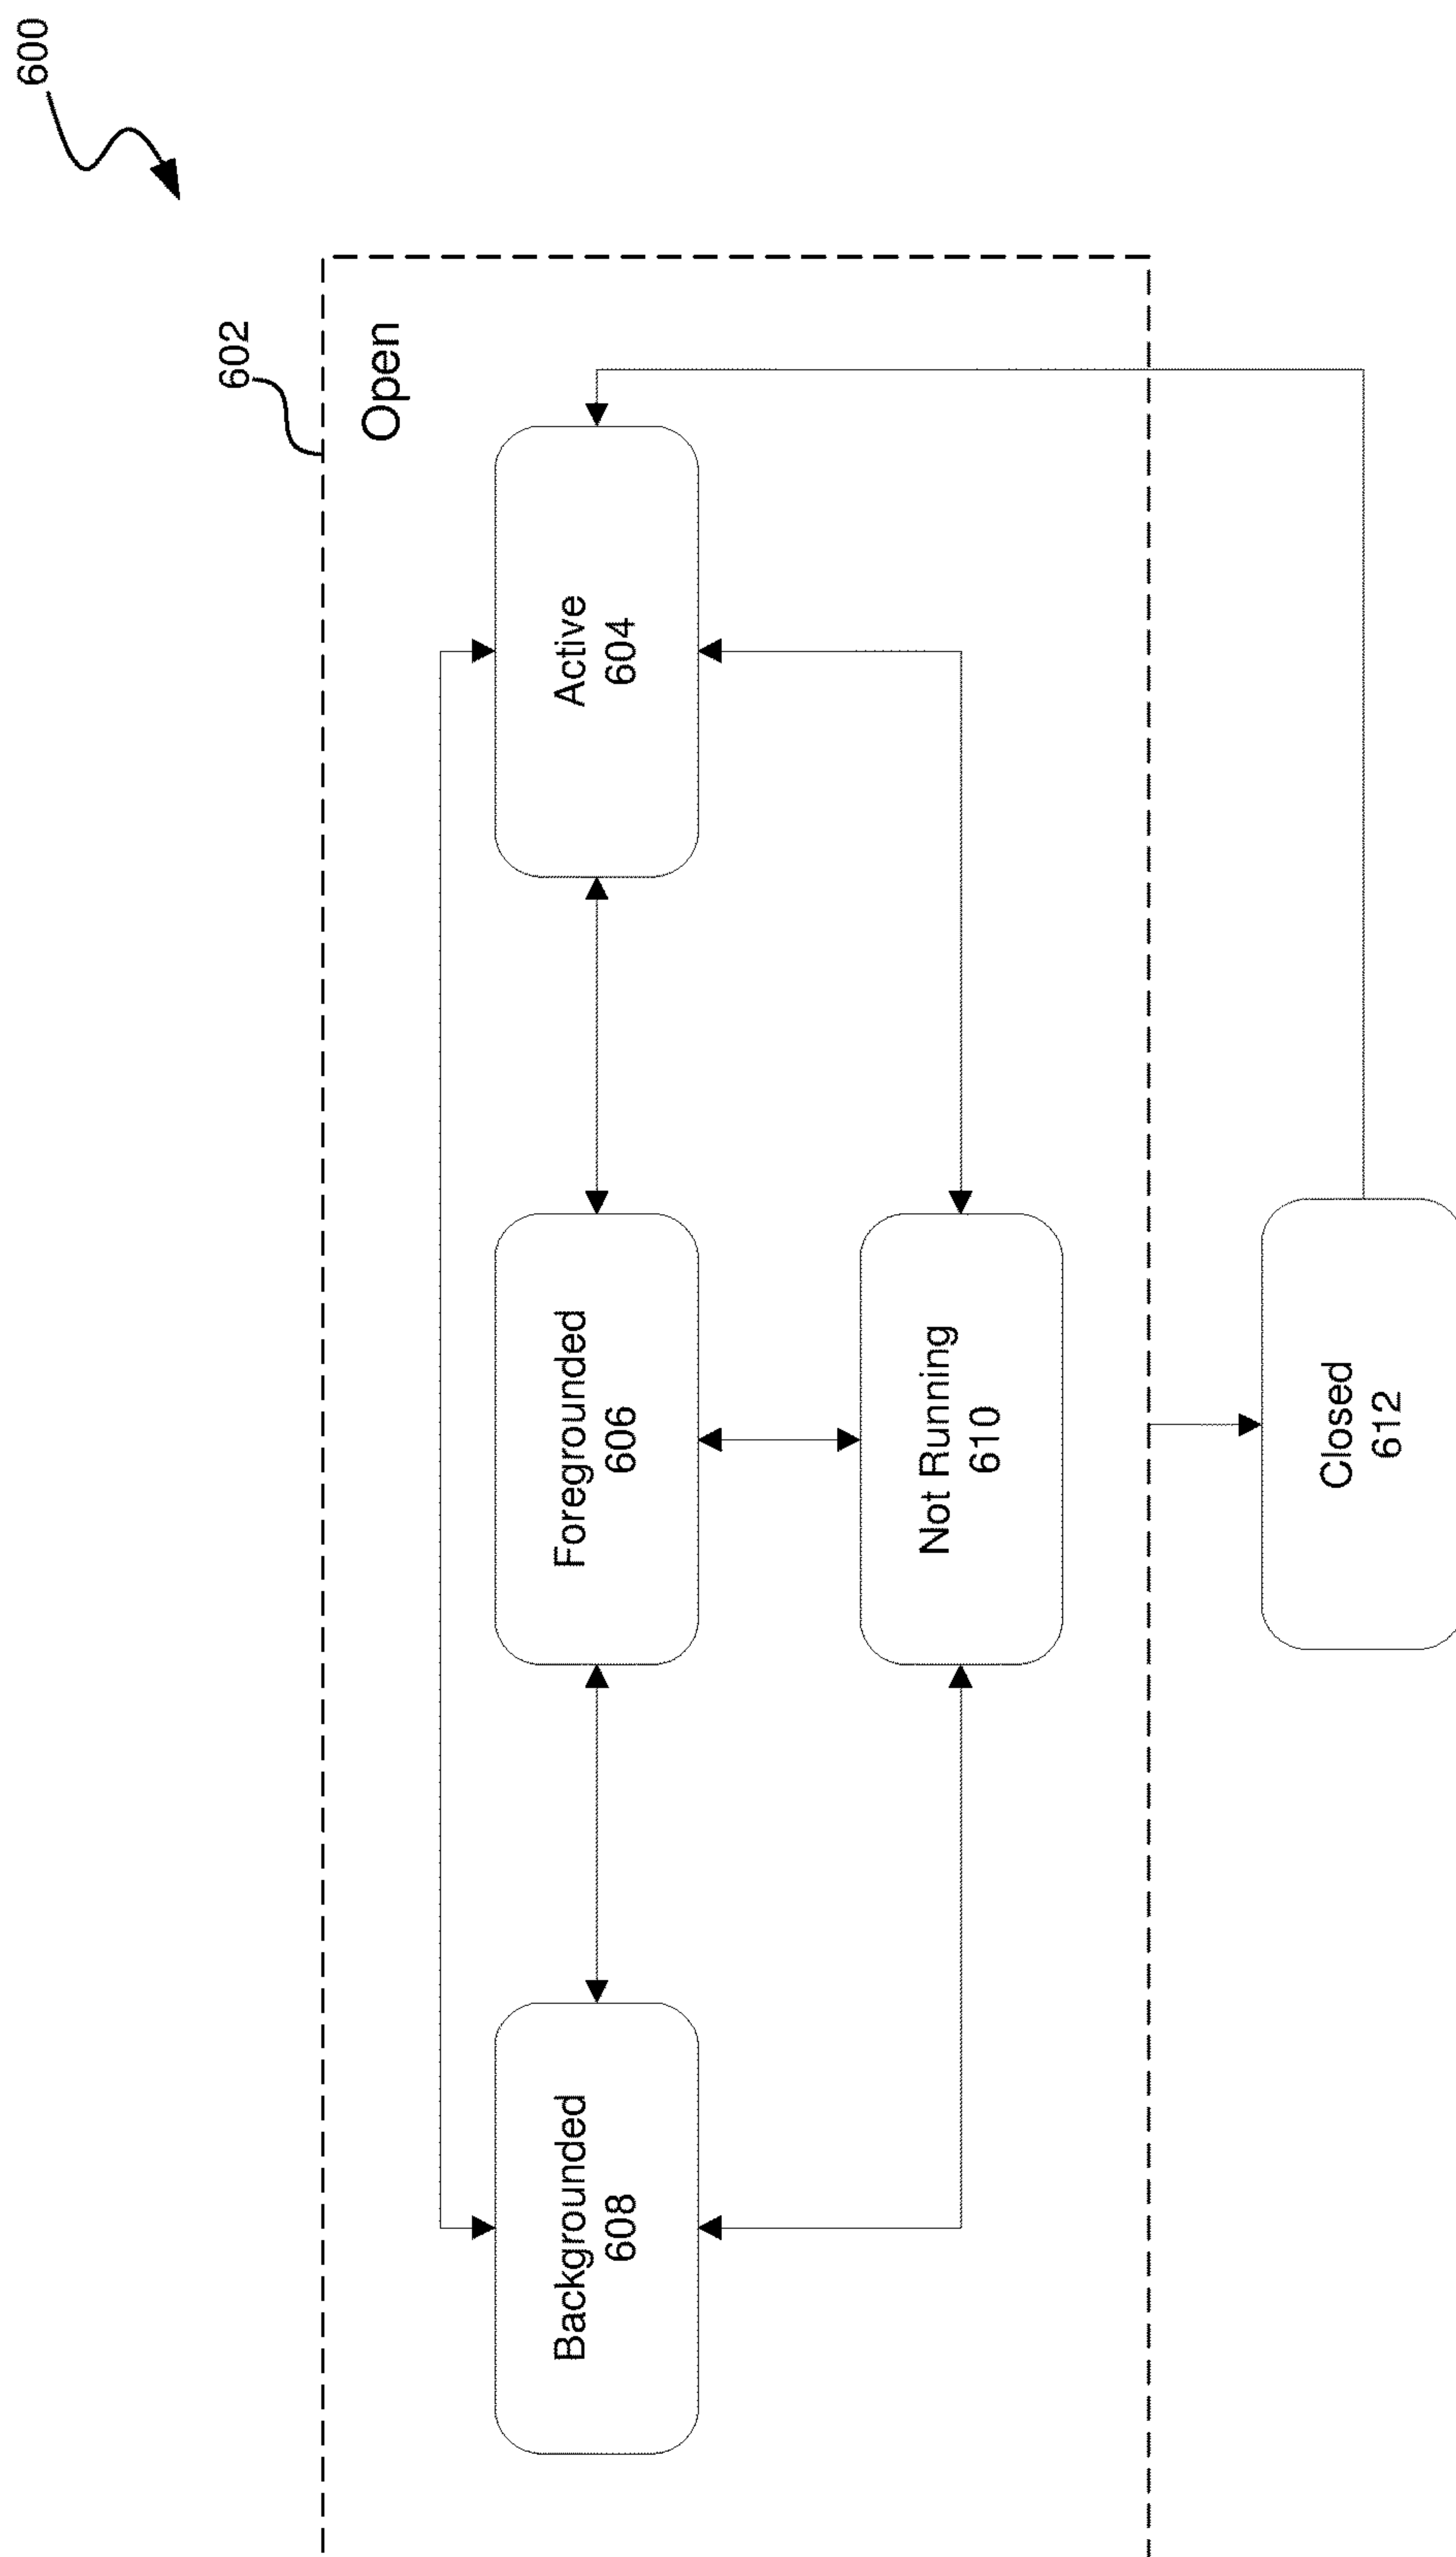 600
602
Open
Backgrounded
608
Foregrounded
606
Active
604
Not Running
610
Closed
612